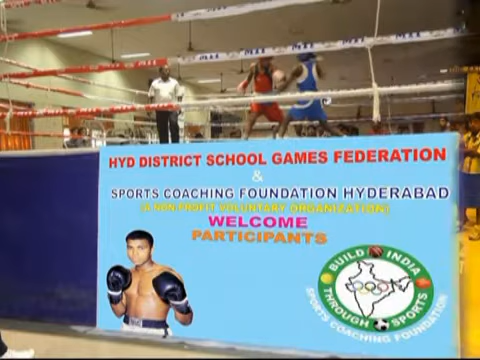 HYD DISTRICT SCHOOL GAMES FEDERATION
&
SPORTS COACHING FOUNDATION HYDERABAD
(A NON PROFIT VOLUNTARY ORGANIZATION)
WELCOME
PARTICIPANTS
BUILD INDIA
THROUGH SPORTS
SPORTS COACHING FOUNDATION